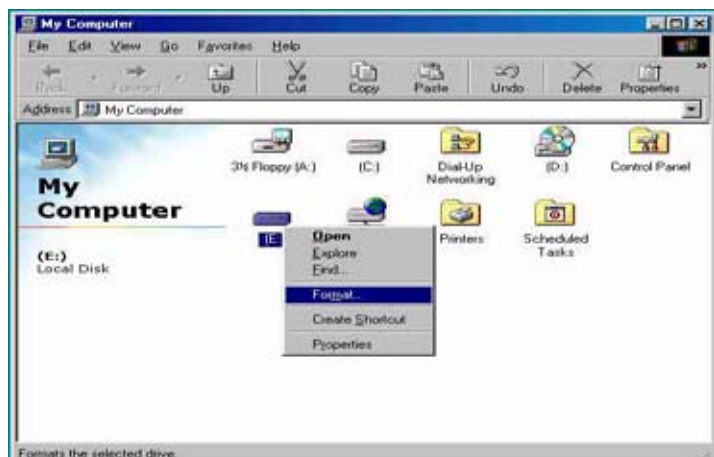 My Computer
File Edit View Go Favorites Help
Back Forward Up Cut Copy Paste Undo Delete Properties »
Address My Computer
3½ Floppy (A:) (C:) Dial-Up Networking (D:) Control Panel
My
Computer
(E:)
Local Disk
(E:
Printers Scheduled Tasks
Open
Explore
Find...
Format...
Create Shortcut
Properties
Formats the selected drive.